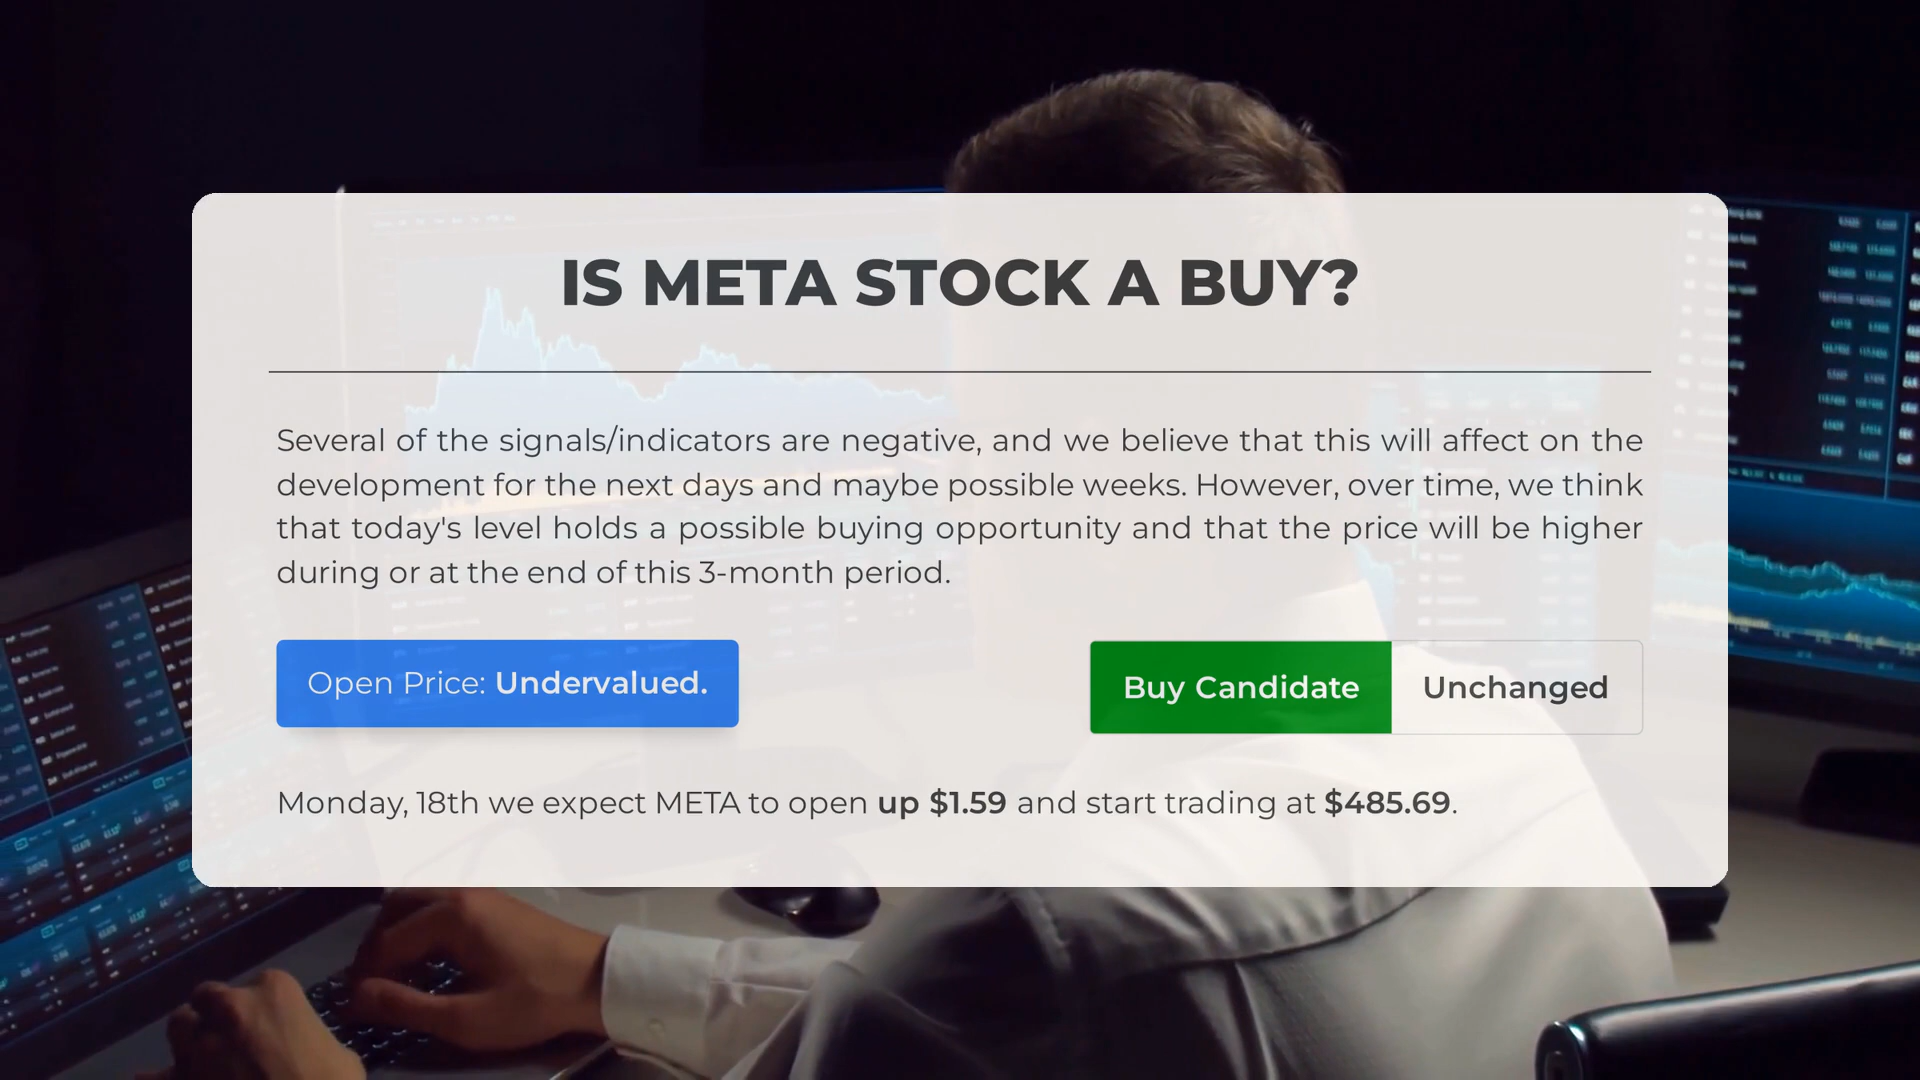 IS META STOCK A BUY?
Several of the signals/indicators are negative, and we believe that this will affect on the
development for the next days and maybe possible weeks. However, over time, we think
that today's level holds a possible buying opportunity and that the price will be higher
during or at the end of this 3-month period.
Open Price: Undervalued.
Buy Candidate Unchanged
Monday, 18th we expect META to open up $1.59 and start trading at $485.69.